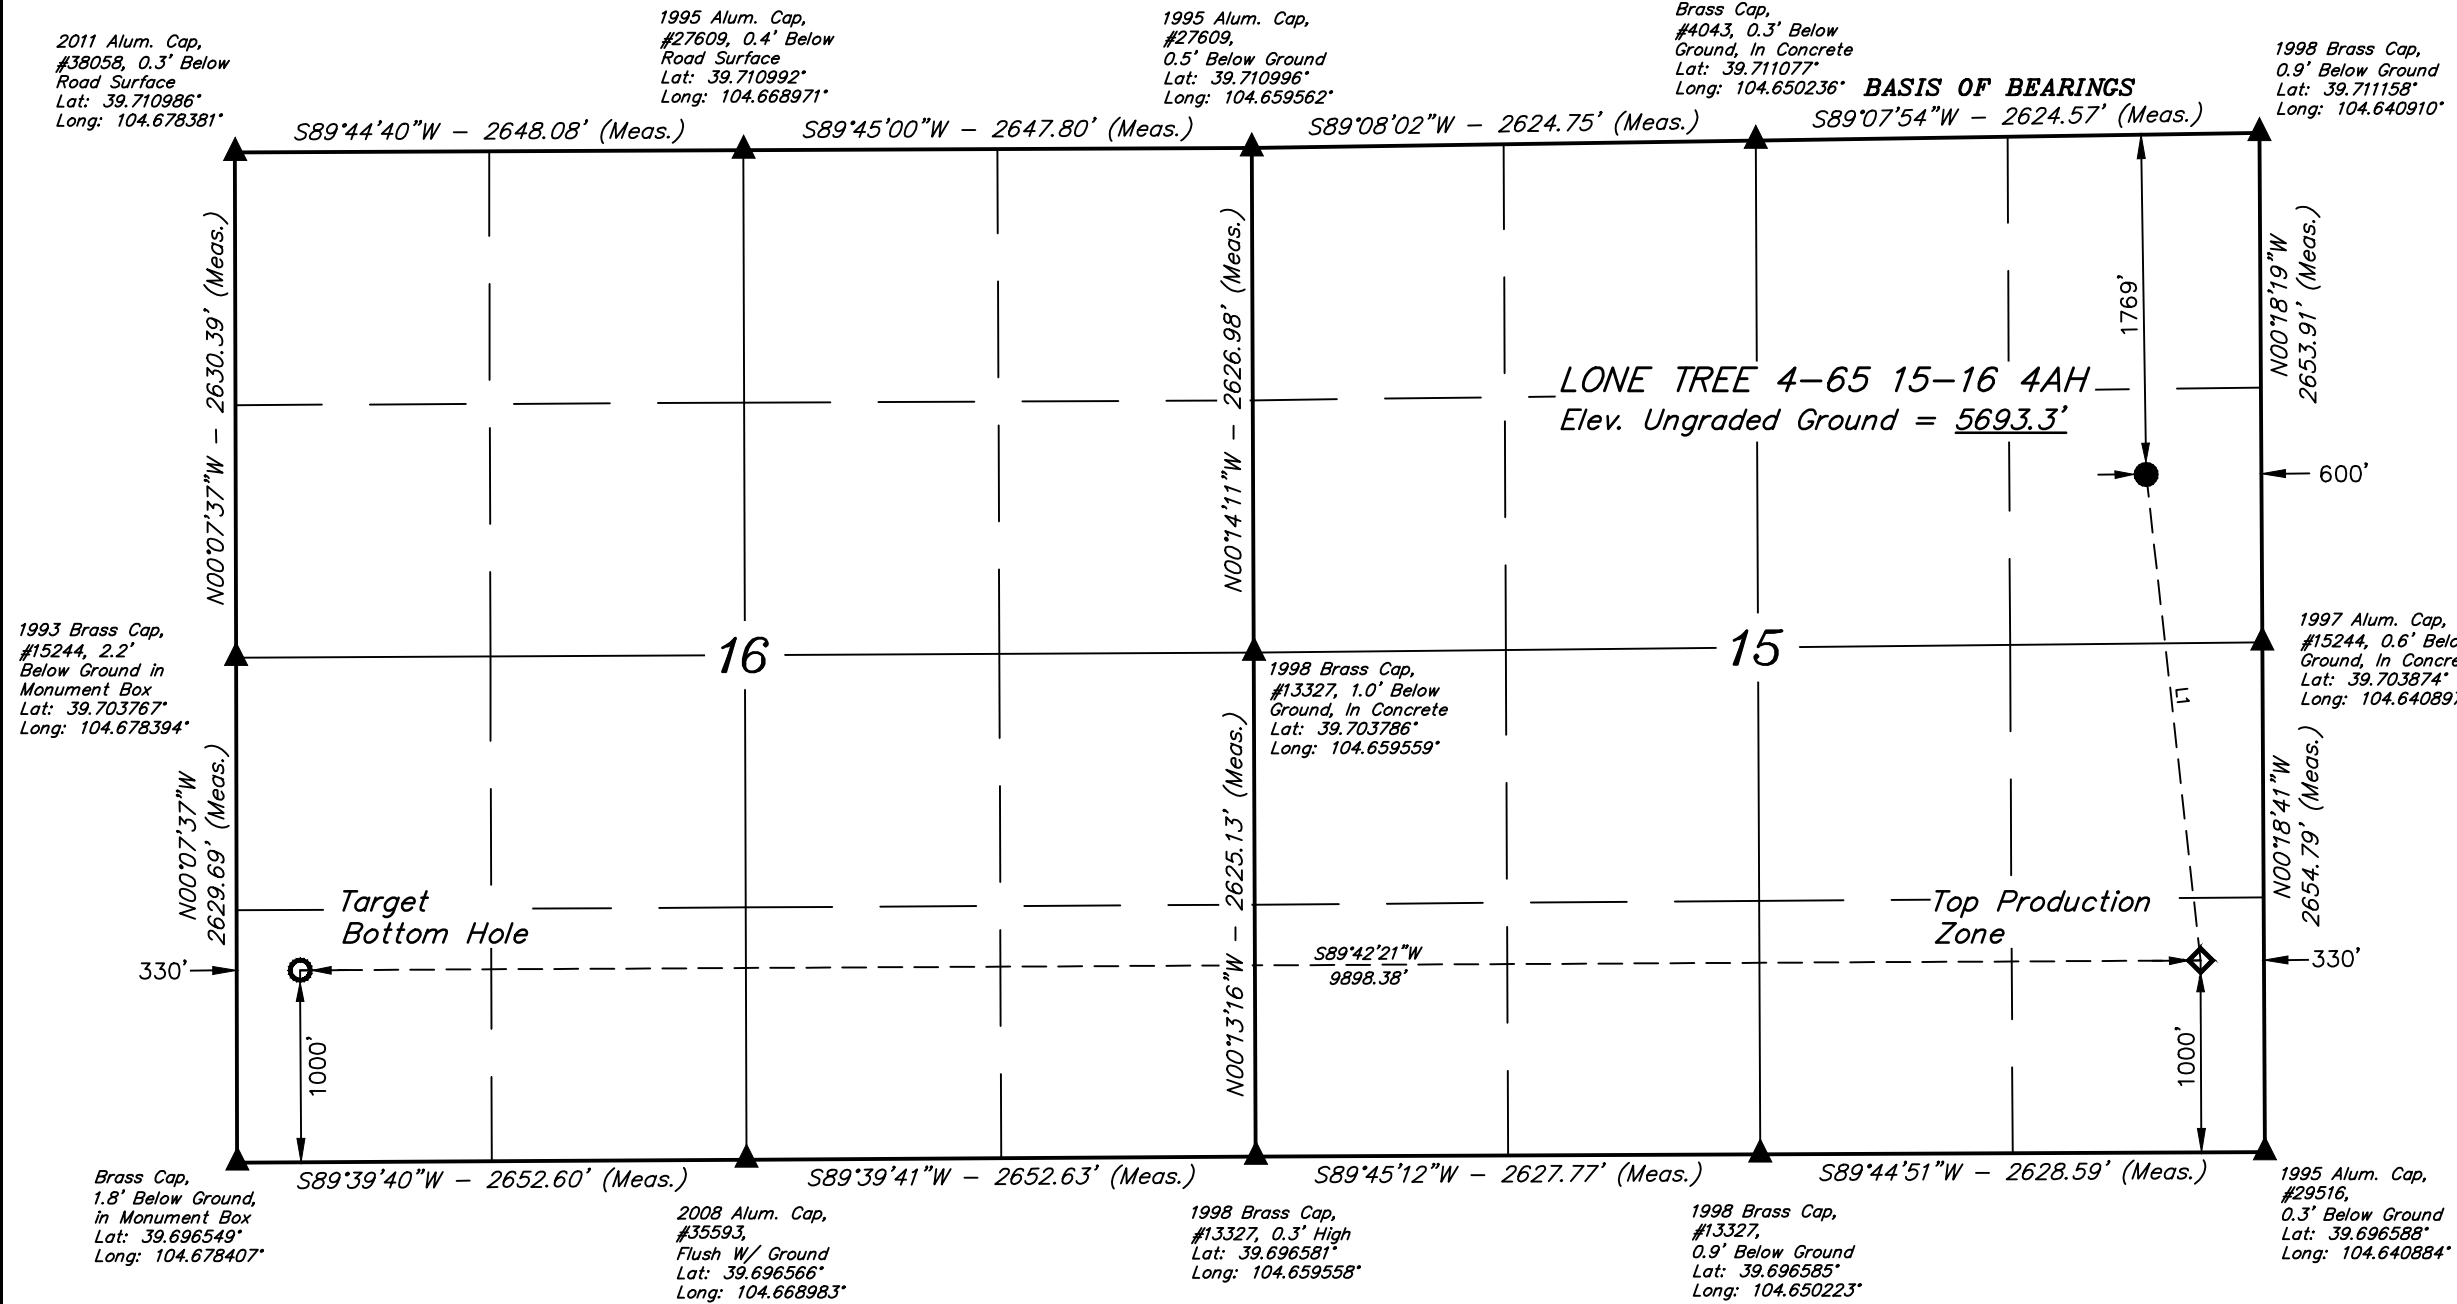 2011 Alum. Cap,
#38058, 0.3' Below
Road Surface
Lat: 39.710986°
Long: 104.678381°
1995 Alum. Cap,
#27609, 0.4' Below
Road Surface
Lat: 39.710992°
Long: 104.668971°
1995 Alum. Cap,
#27609,
0.5' Below Ground
Lat: 39.710996°
Long: 104.659562°
Brass Cap,
#4043, 0.3' Below
Ground, In Concrete
Lat: 39.711077°
Long: 104.650236°
BASIS OF BEARINGS
1998 Brass Cap,
0.9' Below Ground
Lat: 39.711158°
Long: 104.640910°
S89°44'40"W – 2648.08' (Meas.)
S89°45'00"W – 2647.80' (Meas.)
S89°08'02"W – 2624.75' (Meas.)
S89°07'54"W – 2624.57' (Meas.)
N00°07'37"W – 2630.39' (Meas.)
N00°14'11"W – 2626.98' (Meas.)
1769'
N00°18'19"W
2653.91' (Meas.)
LONE TREE 4-65 15-16 4AH
Elev. Ungraded Ground = 5693.3'
600'
1993 Brass Cap,
#15244, 2.2'
Below Ground in
Monument Box
Lat: 39.703767°
Long: 104.678394°
16
15
1998 Brass Cap,
#13327, 1.0' Below
Ground, In Concrete
Lat: 39.703786°
Long: 104.659559°
1997 Alum. Cap,
#15244, 0.6' Belo
Ground, In Concre
Lat: 39.703874°
Long: 104.640897
L1
N00°07'37"W
2629.69' (Meas.)
N00°13'16"W – 2625.13' (Meas.)
N00°18'41"W
2654.79' (Meas.)
Target
Bottom Hole
Top Production
Zone
330'
S89°42'21"W
9898.38'
330'
1000'
1000'
S89°39'40"W – 2652.60' (Meas.)
S89°39'41"W – 2652.63' (Meas.)
S89°45'12"W – 2627.77' (Meas.)
S89°44'51"W – 2628.59' (Meas.)
Brass Cap,
1.8' Below Ground,
in Monument Box
Lat: 39.696549°
Long: 104.678407°
2008 Alum. Cap,
#35593,
Flush W/ Ground
Lat: 39.696566°
Long: 104.668983°
1998 Brass Cap,
#13327, 0.3' High
Lat: 39.696581°
Long: 104.659558°
1998 Brass Cap,
#13327,
0.9' Below Ground
Lat: 39.696585°
Long: 104.650223°
1995 Alum. Cap,
#29516,
0.3' Below Ground
Lat: 39.696588°
Long: 104.640884°